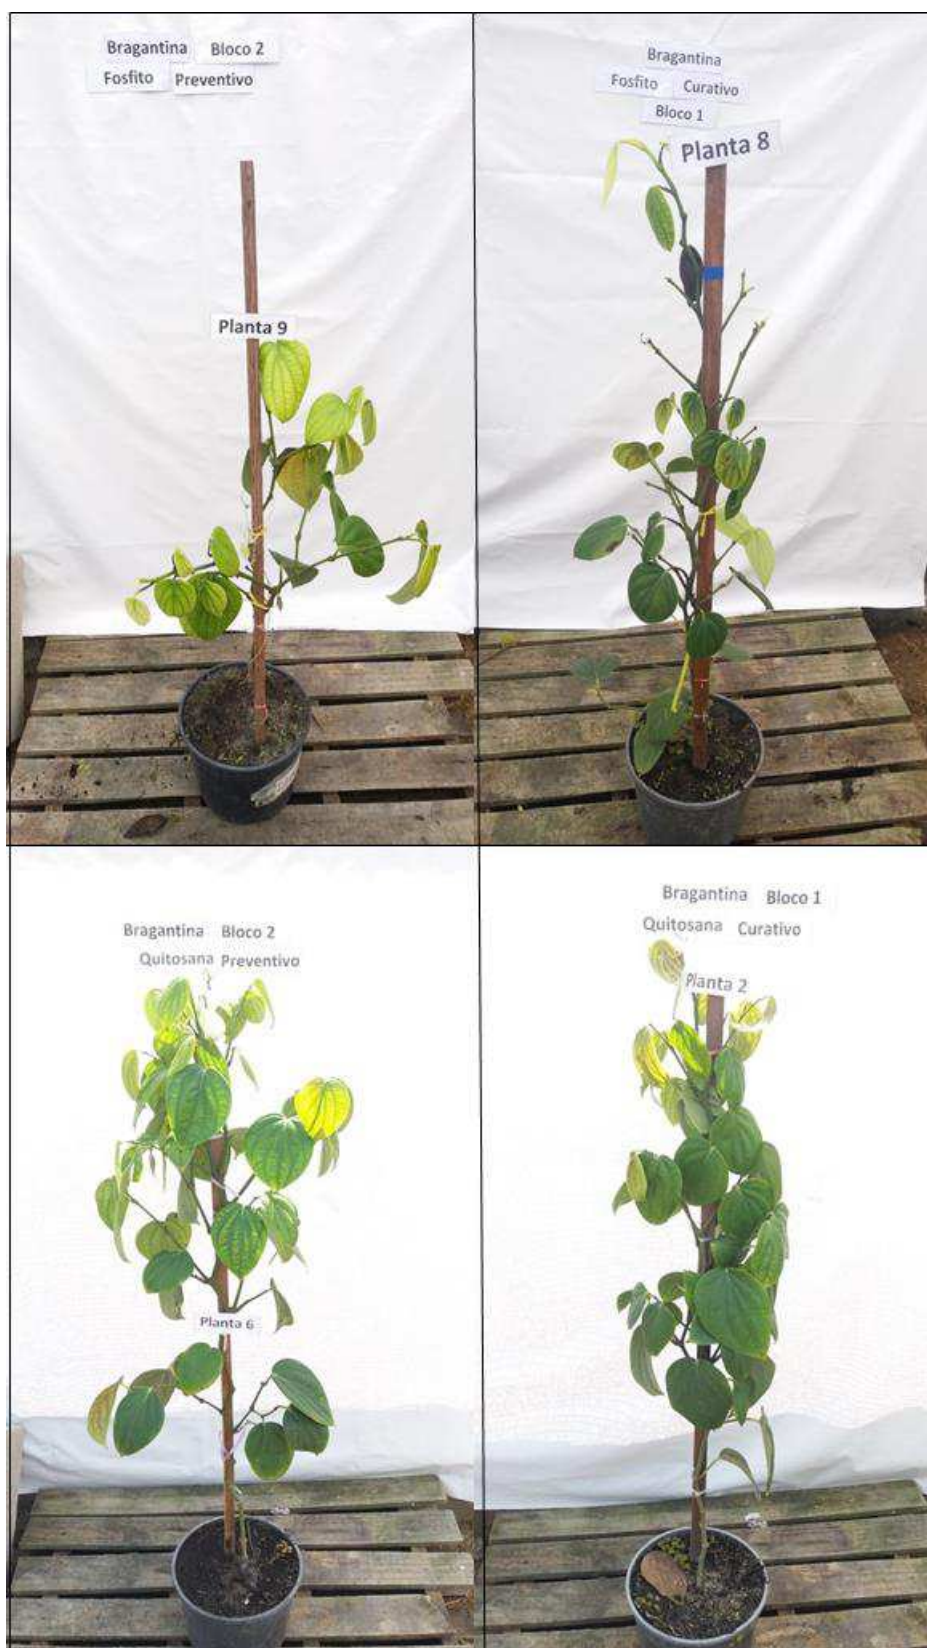 Bragantina Bloco 2
Fosfito Preventivo
Planta 9
Bragantina
Fosfito Curativo
Bloco 1
Planta 8
Bragantina Bloco 2
Quitosana Preventivo
Planta 6
Bragantina Bloco 1
Quitosana Curativo
Planta 2